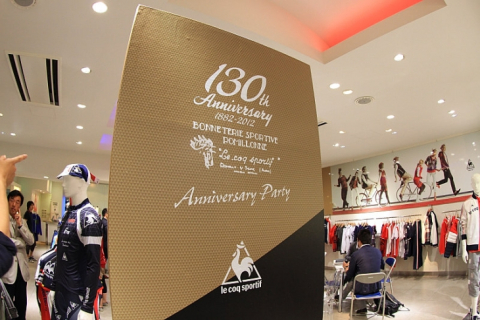 130th
Anniversary
1882-2012
BONNETERIE SPORTIVE
ROMILLONNE
"Le coq sportif"
Anniversary Party
le coq sportif